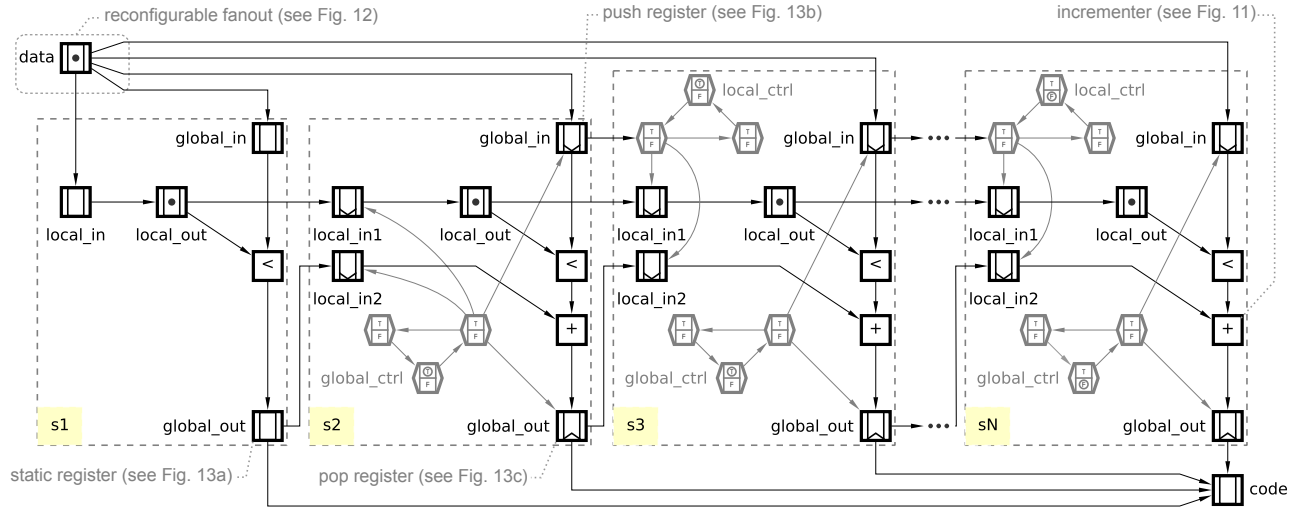 reconfigurable fanout (see Fig. 12)
push register (see Fig. 13b)
incrementer (see Fig. 11)
data
global_in
local_in
local_out
<
global_out
s1
static register (see Fig. 13a)
global_in
local_in1
local_out
<
local_in2
+
T
F
T
F
T
F
global_ctrl
global_out
s2
pop register (see Fig. 13c)
T
F
local_ctrl
T
F
T
F
global_in
local_in1
local_out
<
local_in2
+
T
F
T
F
T
F
global_ctrl
global_out
s3
T
F
local_ctrl
T
F
T
F
global_in
local_in1
local_out
<
local_in2
+
T
F
T
F
T
F
global_ctrl
global_out
sN
code